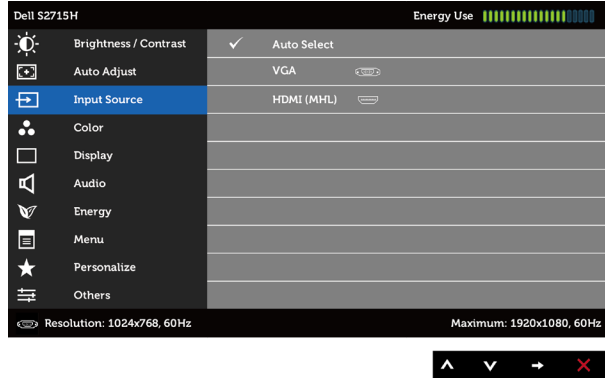 Dell S2715H Energy Use
Brightness / Contrast Auto Select
Auto Adjust VGA
Input Source HDMI (MHL)
Color
Display
Audio
Energy
Menu
Personalize
Others
Resolution: 1024x768, 60Hz Maximum: 1920x1080, 60Hz